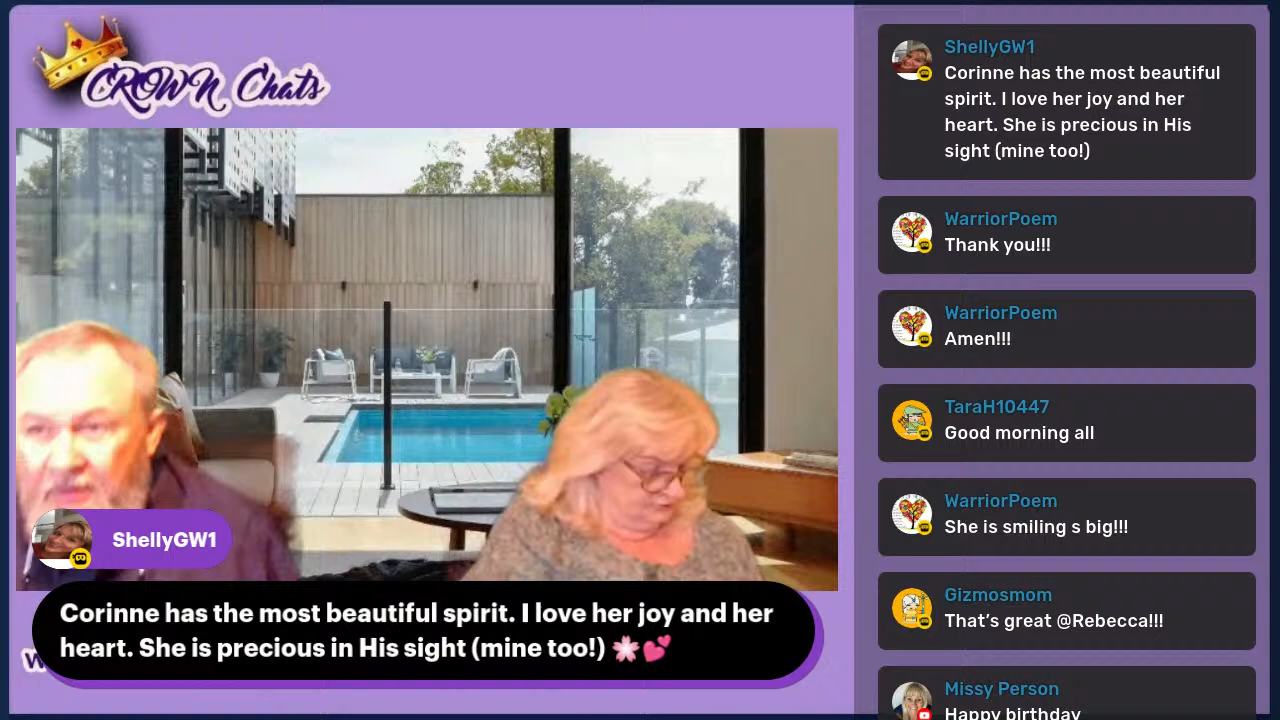 CROWN Chats
ShellyGW1
Corinne has the most beautiful spirit. I love her joy and her
heart. She is precious in His sight (mine too!) 🌸💕
W
ShellyGW1
Corinne has the most beautiful
spirit. I love her joy and her
heart. She is precious in His
sight (mine too!)
WarriorPoem
Thank you!!!
WarriorPoem
Amen!!!
TaraH10447
Good morning all
WarriorPoem
She is smiling s big!!!
Gizmosmom
That’s great @Rebecca!!!
Missy Person
Happy birthday